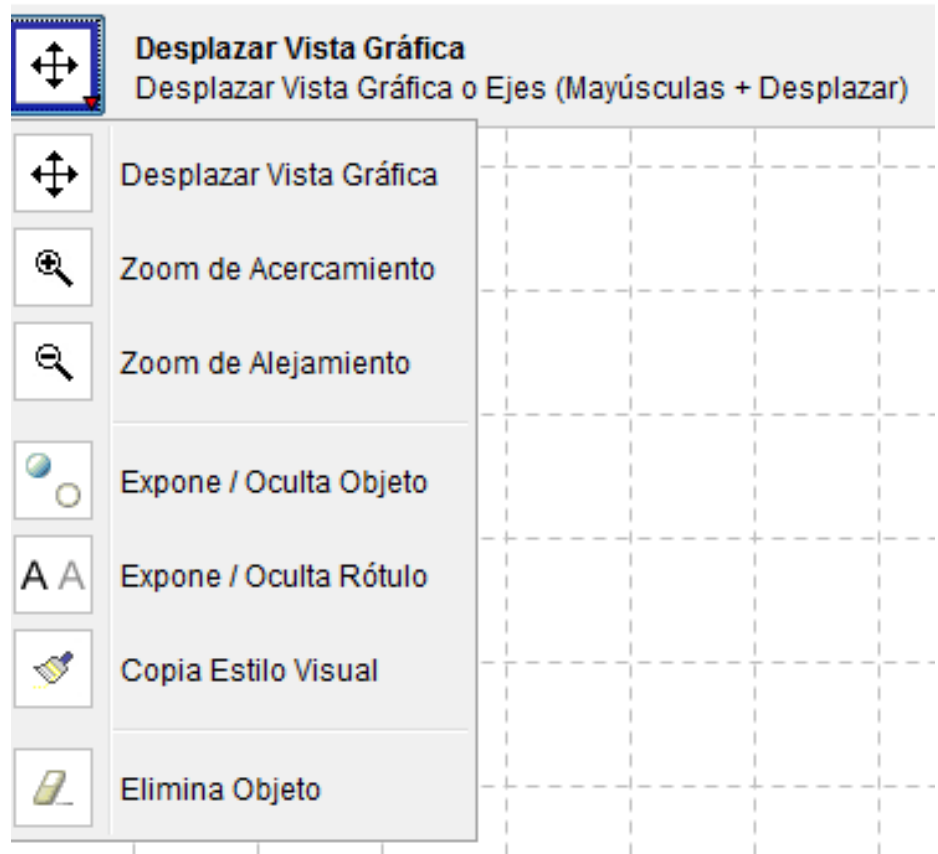 Desplazar Vista Gráfica
Desplazar Vista Gráfica o Ejes (Mayúsculas + Desplazar)
Desplazar Vista Gráfica
Zoom de Acercamiento
Zoom de Alejamiento
Expone / Oculta Objeto
A A
Expone / Oculta Rótulo
Copia Estilo Visual
Elimina Objeto